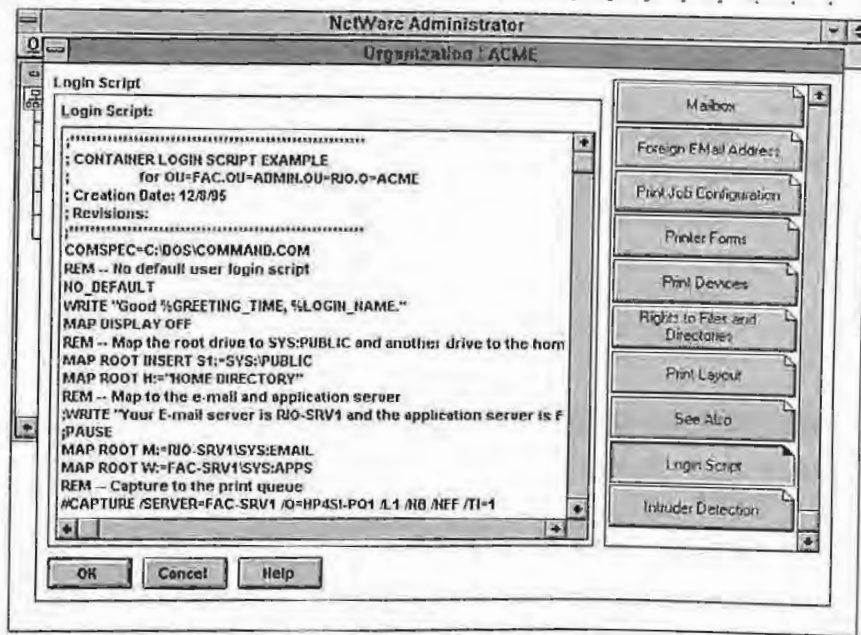 NetWare Administrator
Organization : ACME
Login Script
Login Script:
;************************************************
; CONTAINER LOGIN SCRIPT EXAMPLE
; for OU=FAC.OU=ADMIN.OU=RIO.O=ACME
; Creation Date: 12/8/95
; Revisions:
;************************************************
COMSPEC=C:\DOS\COMMAND.COM
REM -- No default user login script
NO_DEFAULT
WRITE "Good %GREETING_TIME, %LOGIN_NAME."
MAP DISPLAY OFF
REM -- Map the root drive to SYS:PUBLIC and another drive to the hom
MAP ROOT INSERT S1:=SYS:\PUBLIC
MAP ROOT H:="HOME DIRECTORY"
REM -- Map to the e-mail and application server
;WRITE "Your E-mail server is RIO-SRV1 and the application server is F
;PAUSE
MAP ROOT M:=RIO-SRV1\SYS:EMAIL
MAP ROOT W:=FAC-SRV1\SYS:APPS
REM -- Capture to the print queue
#CAPTURE /SERVER=FAC-SRV1 /Q=HP4SI-PQ1 /L1 /NB /NFF /TI=1
OK
Cancel
Help
Mailbox
Foreign EMail Address
Print Job Configuration
Printer Forms
Print Devices
Rights to Files and
Directories
Print Layout
See Also
Login Script
Intruder Detection